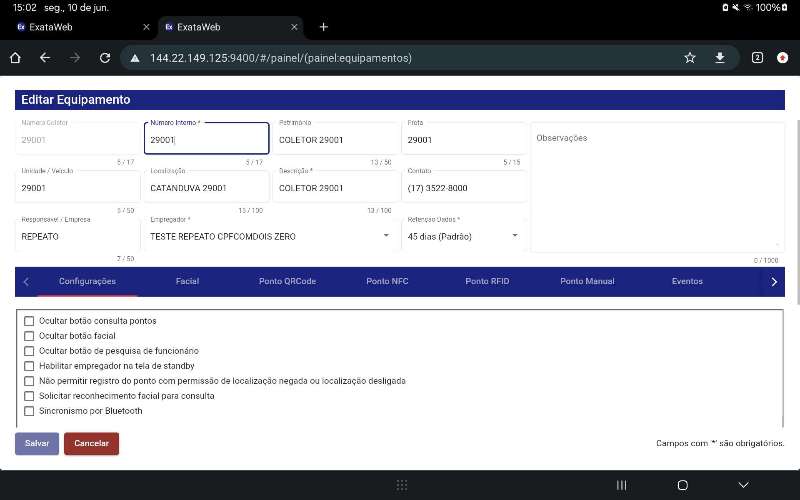 15:02 seg., 10 de jun. 100%
Ex ExataWeb
Ex ExataWeb
144.22.149.125:9400/#/painel/(painel:equipamentos) 2
Editar Equipamento
Número Coletor Número Interno * Patrimônio Frota
29001 29001 COLETOR 29001 29001 Observações
5 / 17 5 / 17 13 / 50 5 / 15
Unidade / Veículo Localização Descrição * Contato
29001 CATANDUVA 29001 COLETOR 29001 (17) 3522-8000
5 / 50 15 / 100 13 / 100
Responsável / Empresa Empregador * Retenção Dados *
REPEATO TESTE REPEATO CPFCOMDOIS ZERO 45 dias (Padrão)
7 / 50 0 / 1000
Configurações Facial Ponto QRCode Ponto NFC Ponto RFID Ponto Manual Eventos
Ocultar botão consulta pontos
Ocultar botão facial
Ocultar botão de pesquisa de funcionário
Habilitar empregador na tela de standby
Não permitir registro do ponto com permissão de localização negada ou localização desligada
Solicitar reconhecimento facial para consulta
Sincronismo por Bluetooth
Salvar Cancelar Campos com '*' são obrigatórios.